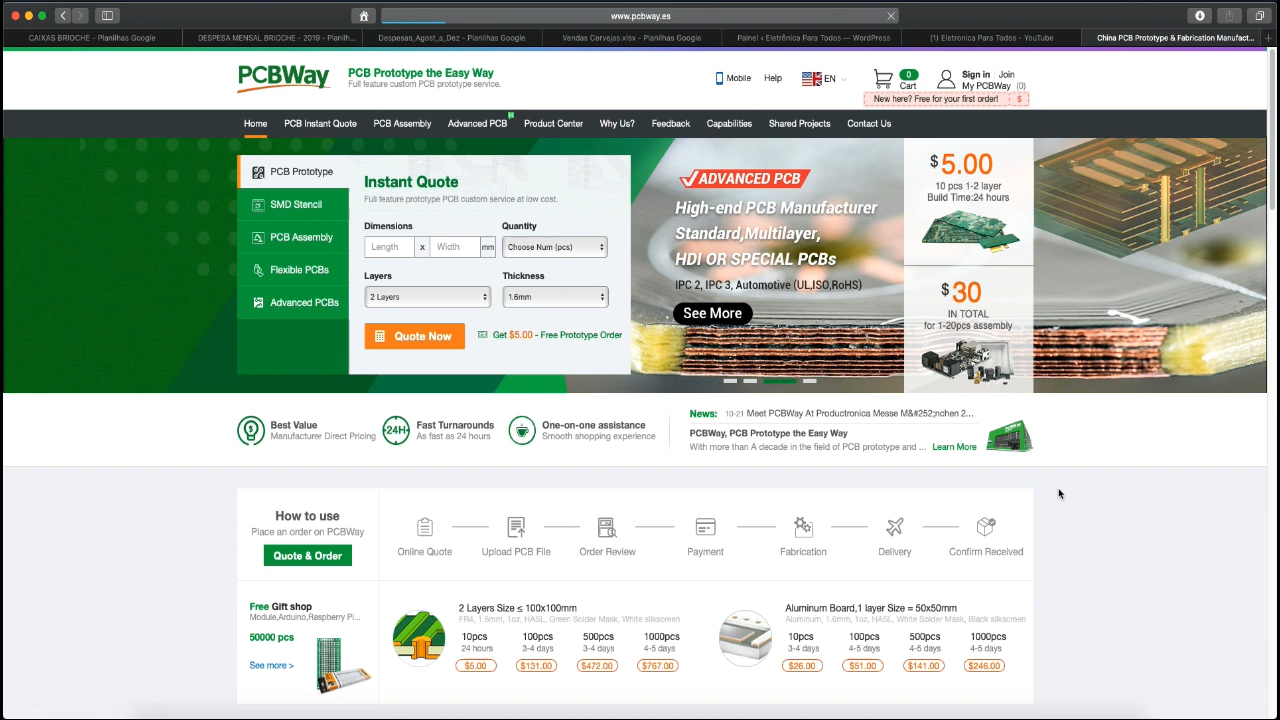 www.pcbway.es
CAIXAS BRIOCHE - Planilhas Google
DESPESA MENSAL BRIOCHE - 2019 - Planilh...
Despesas_Agost_a_Dez - Planilhas Google
Vendas Cervejas.xlsx - Planilhas Google
Painel ‹ Eletrônica Para Todos — WordPress
(1) Eletronica Para Todos - YouTube
China PCB Prototype & Fabrication Manufact...
PCBWay
PCB Prototype the Easy Way
Full feature custom PCB prototype service.
Mobile
Help
EN
0
Cart
Sign in Join
My PCBWay (0)
New here? Free for your first order! $
Home
PCB Instant Quote
PCB Assembly
Advanced PCB
Product Center
Why Us?
Feedback
Capabilities
Shared Projects
Contact Us
PCB Prototype
SMD Stencil
PCB Assembly
Flexible PCBs
Advanced PCBs
Instant Quote
Full feature prototype PCB custom service at low cost.
Dimensions
Quantity
Length x Width mm
Choose Num (pcs)
Layers
Thickness
2 Layers
1.6mm
Quote Now
Get $5.00 - Free Prototype Order
ADVANCED PCB
High-end PCB Manufacturer
Standard,Multilayer,
HDI OR SPECIAL PCBs
IPC 2, IPC 3, Automotive (UL,ISO,RoHS)
See More
$5.00
10 pcs 1-2 layer
Build Time:24 hours
$30
IN TOTAL
for 1-20pcs assembly
Best Value
Manufacturer Direct Pricing
24H
Fast Turnarounds
As fast as 24 hours
One-on-one assistance
Smooth shopping experience
News: 10-21 Meet PCBWay At Productronica Messe M&#252;nchen 2...
PCBWay, PCB Prototype the Easy Way
With more than A decade in the field of PCB prototype and ... Learn More
How to use
Place an order on PCBWay
Quote & Order
Online Quote
Upload PCB File
Order Review
Payment
Fabrication
Delivery
Confirm Received
Free Gift shop
Module,Arduino,Raspberry Pi...
50000 pcs
See more >
2 Layers Size ≤ 100x100mm
FR4, 1.6mm, 1oz, HASL, Green Solder Mask, White silkscreen
10pcs 100pcs 500pcs 1000pcs
24 hours 3-4 days 3-4 days 4-5 days
$5.00 $131.00 $472.00 $767.00
Aluminum Board,1 layer Size = 50x50mm
Aluminum, 1.6mm, 1oz, HASL, White Solder Mask, Black silkscreen
10pcs 100pcs 500pcs 1000pcs
3-4 days 4-5 days 4-5 days 4-5 days
$26.00 $51.00 $141.00 $246.00